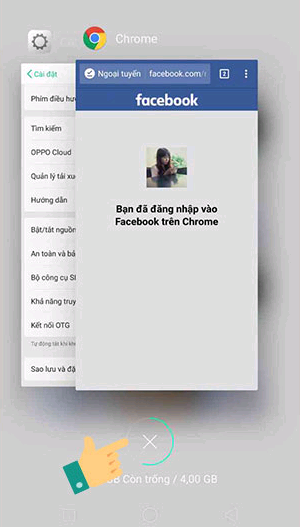 Chrome
Cài đặt
Phím điều hư
Tìm kiếm
OPPO Cloud
Quản lý tải xu
Hướng dẫn
Bật/tắt nguồn
An toàn và bả
Bộ công cụ SI
Khả năng truy
Kết nối OTG
Tự động tắt khi
Sao lưu và đặ
Ngoại tuyến
facebook.com/
2
facebook
Bạn đã đăng nhập vào
Facebook trên Chrome
GB Còn trống / 4,00 GB